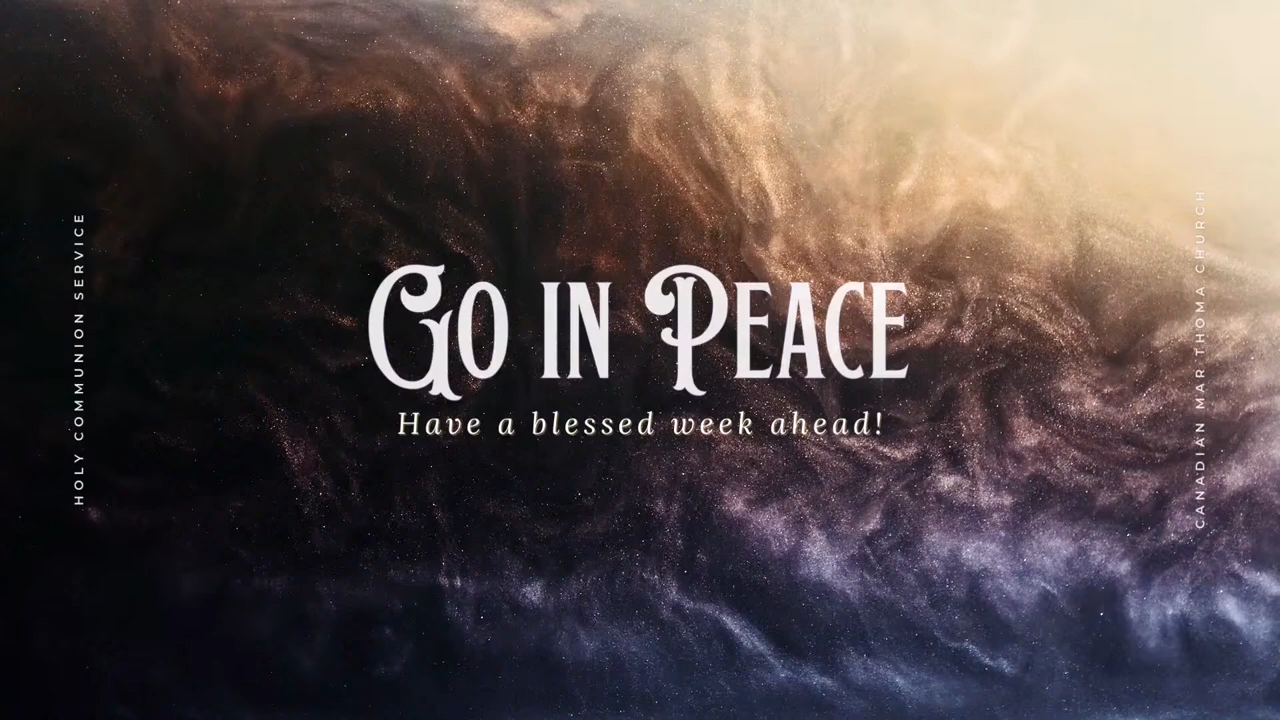 HOLY COMMUNION SERVICE
Go in Peace
Have a blessed week ahead!
CANADIAN MAR THOMA CHURCH